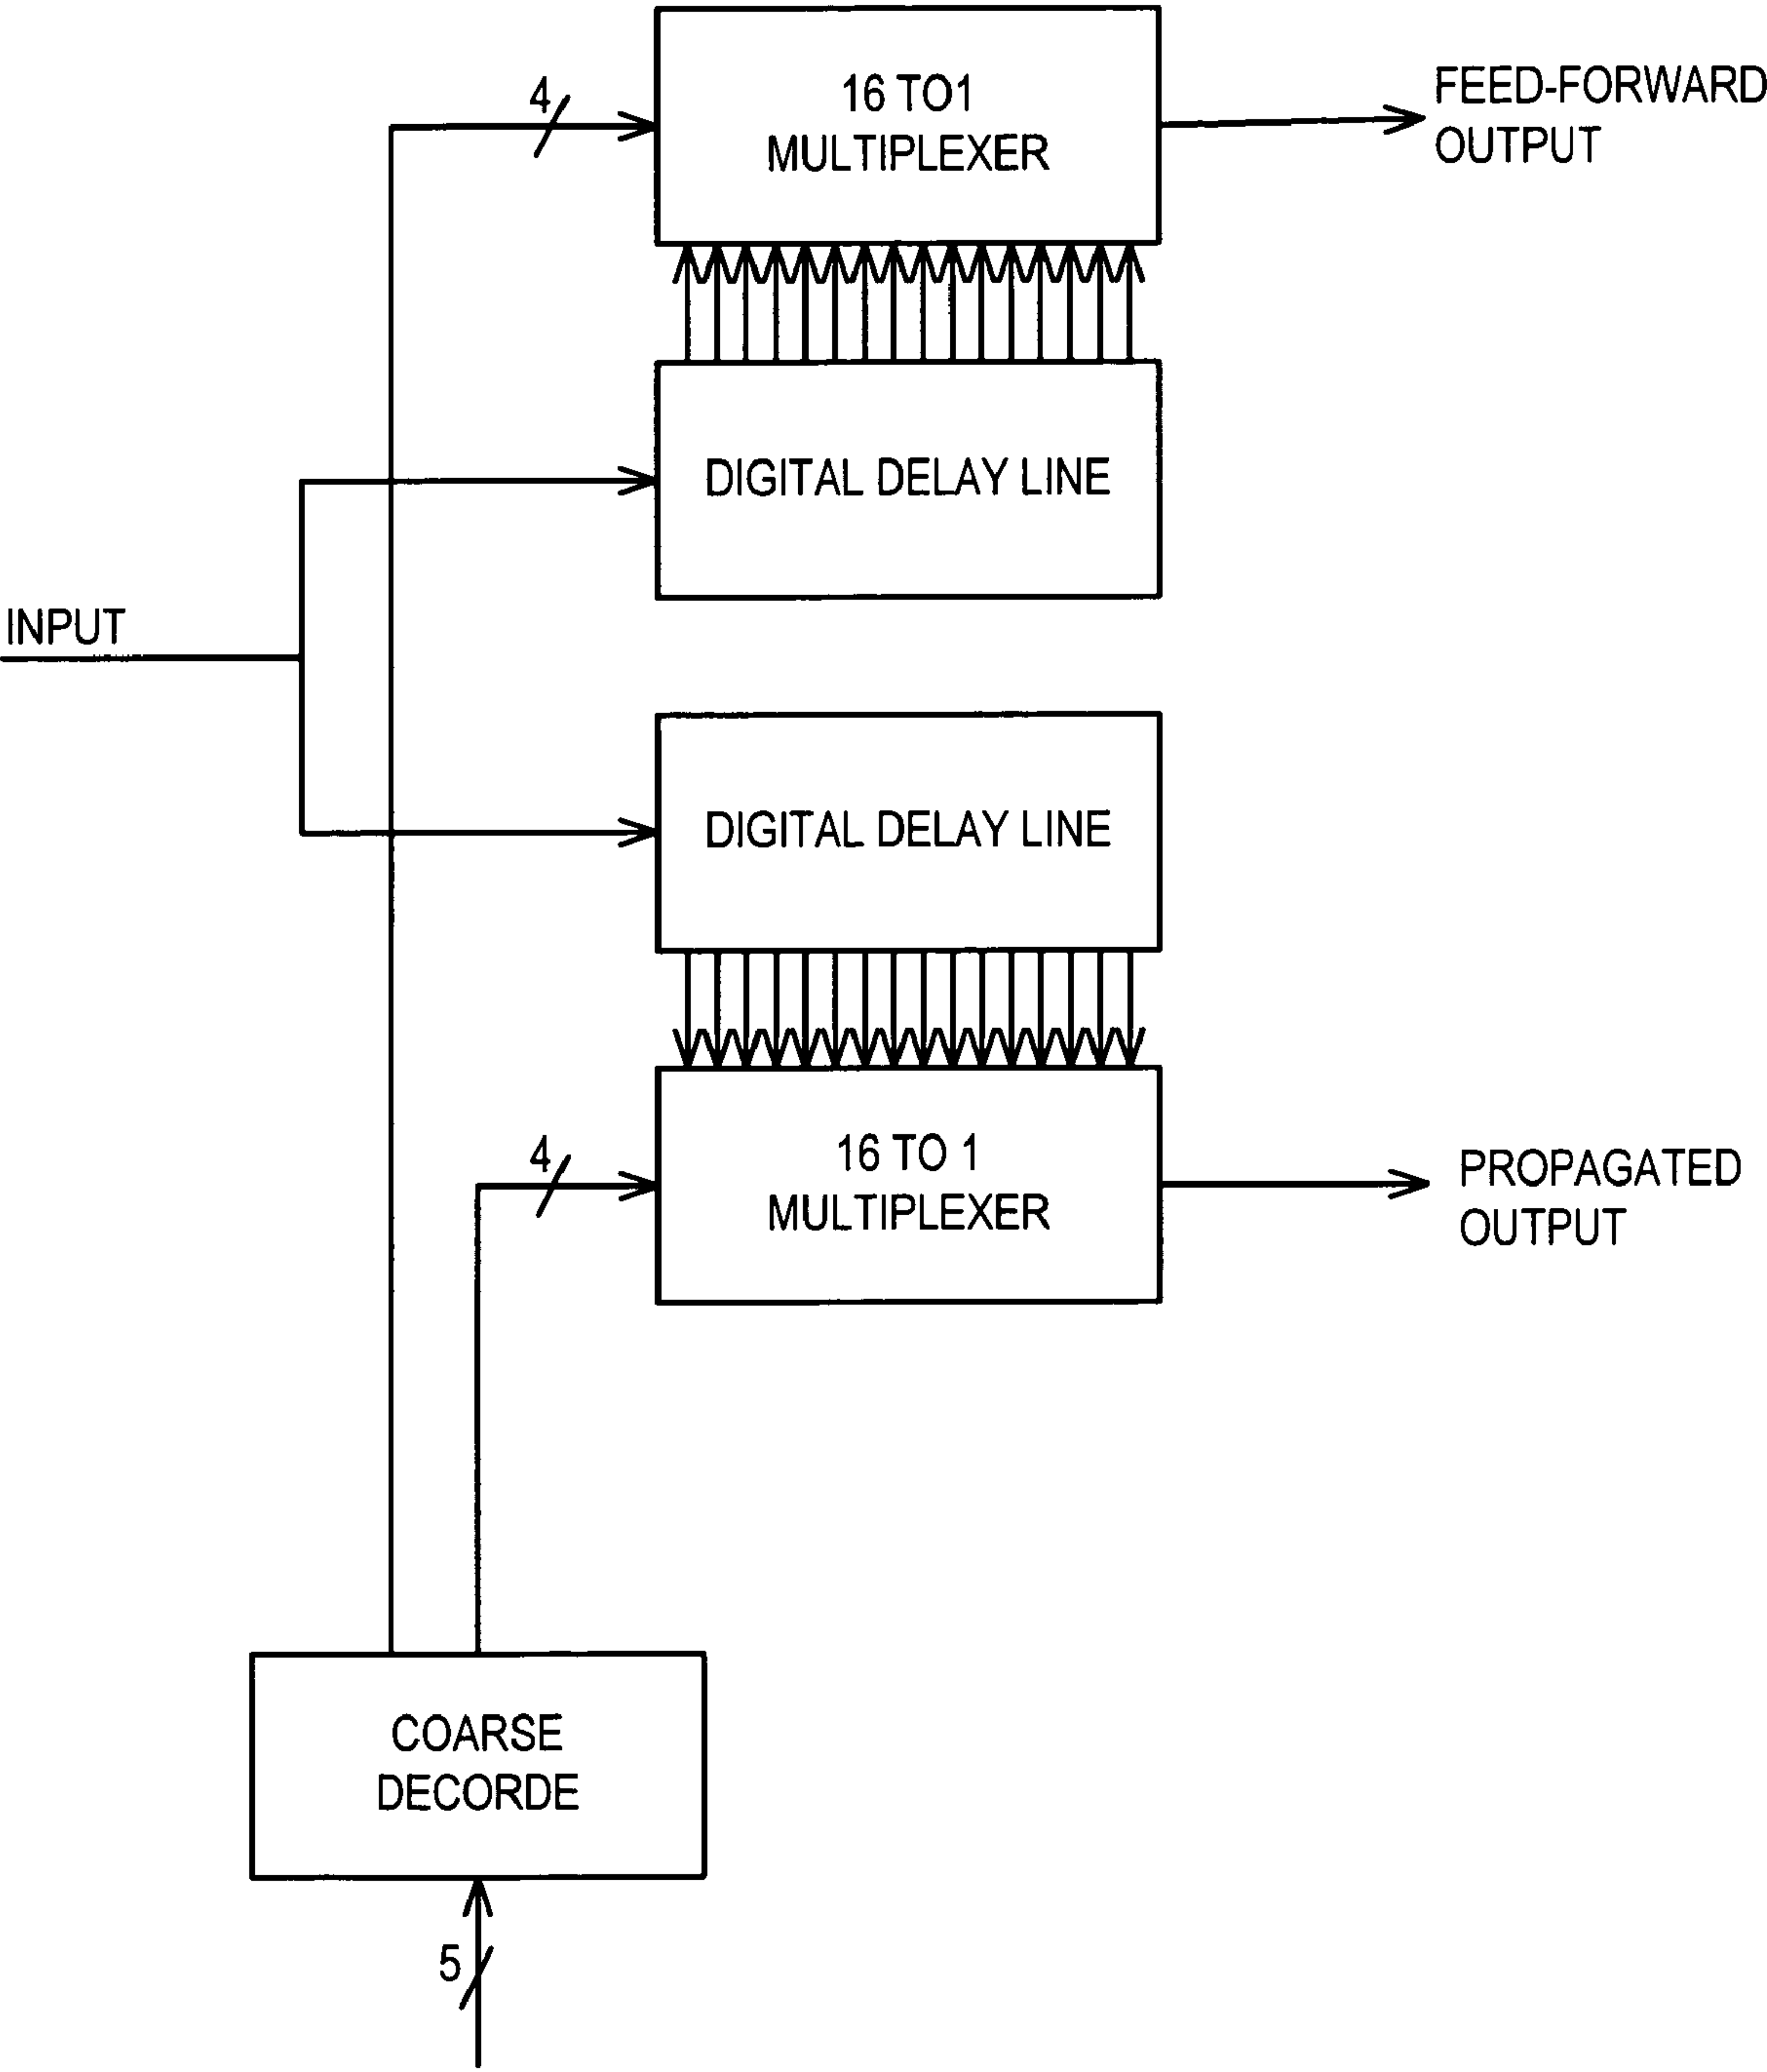 4
16 TO1
MULTIPLEXER
FEED-FORWARD
OUTPUT
DIGITAL DELAY LINE
INPUT
DIGITAL DELAY LINE
4
16 TO 1
MULTIPLEXER
PROPAGATED
OUTPUT
COARSE
DECORDE
5